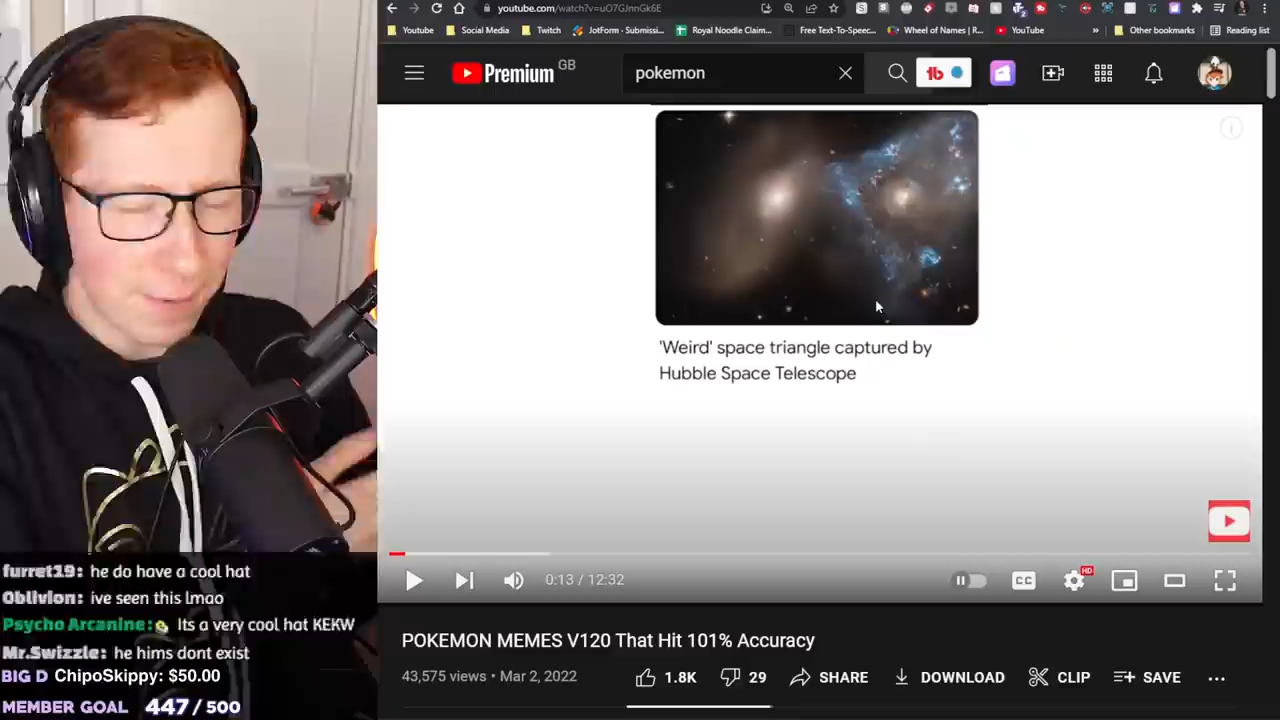 youtube.com/watch?v=uO7GJnnGk6E
Youtube
Social Media
Twitch
JotForm - Submissi...
Royal Noodle Claim...
Free Text-To-Speec...
Wheel of Names | R...
YouTube
»
Other bookmarks
Reading list
Premium GB
pokemon
'Weird' space triangle captured by
Hubble Space Telescope
0:13 / 12:32
CC
HD
POKEMON MEMES V120 That Hit 101% Accuracy
43,575 views • Mar 2, 2022
1.8K
29
SHARE
DOWNLOAD
CLIP
SAVE
furret19: he do have a cool hat
Oblivion: ive seen this lmao
Psycho Arcanine: Its a very cool hat KEKW
Mr.Swizzle: he hims dont exist
BIG D ChipoSkippy: $50.00
MEMBER GOAL 447 / 500